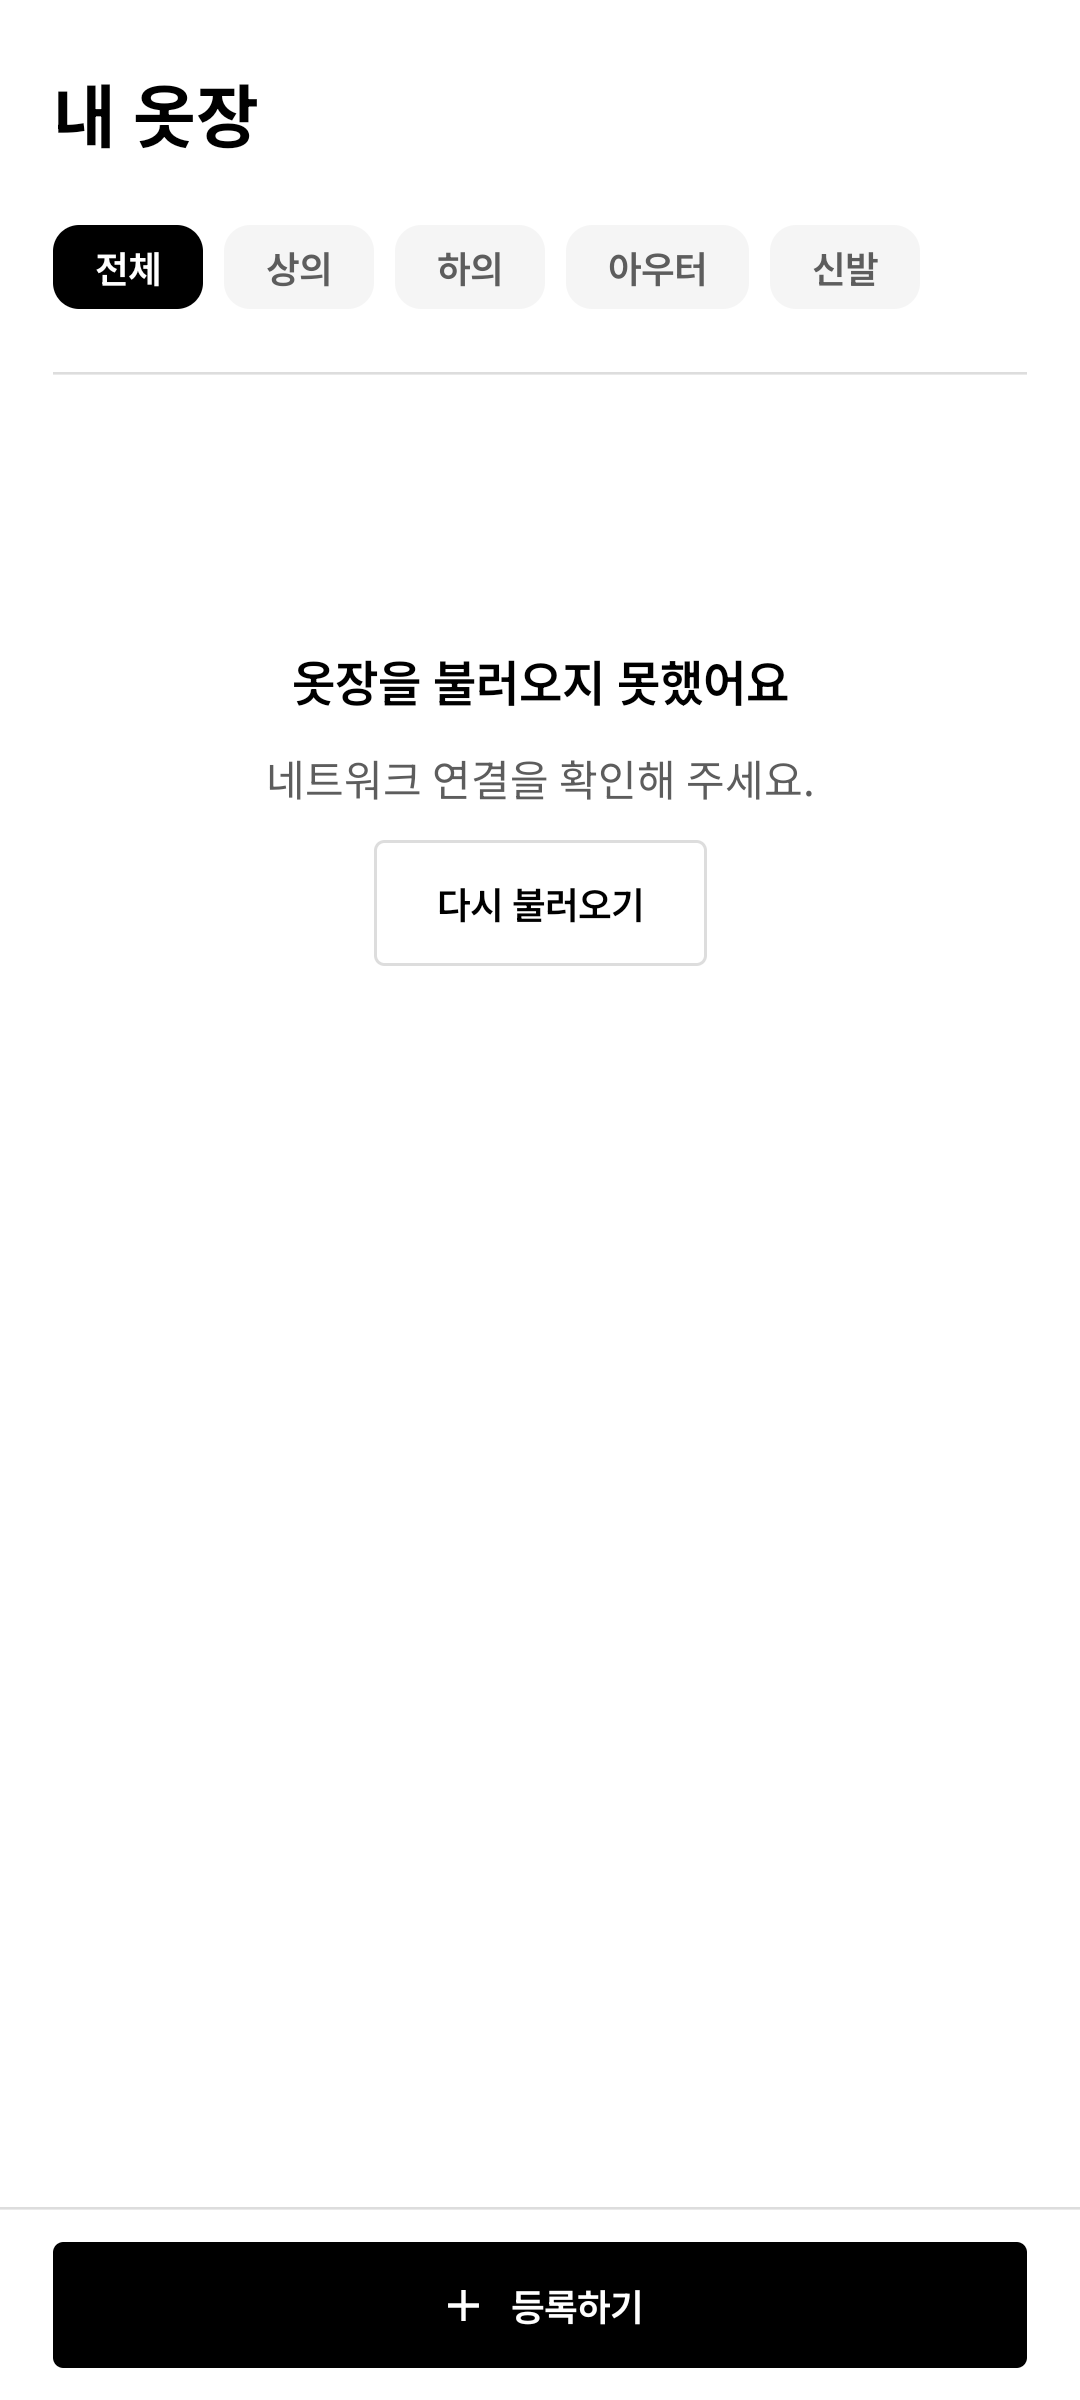 내 옷장
전체 상의 하의 아우터 신발
옷장을 불러오지 못했어요
네트워크 연결을 확인해 주세요.
다시 불러오기
+ 등록하기